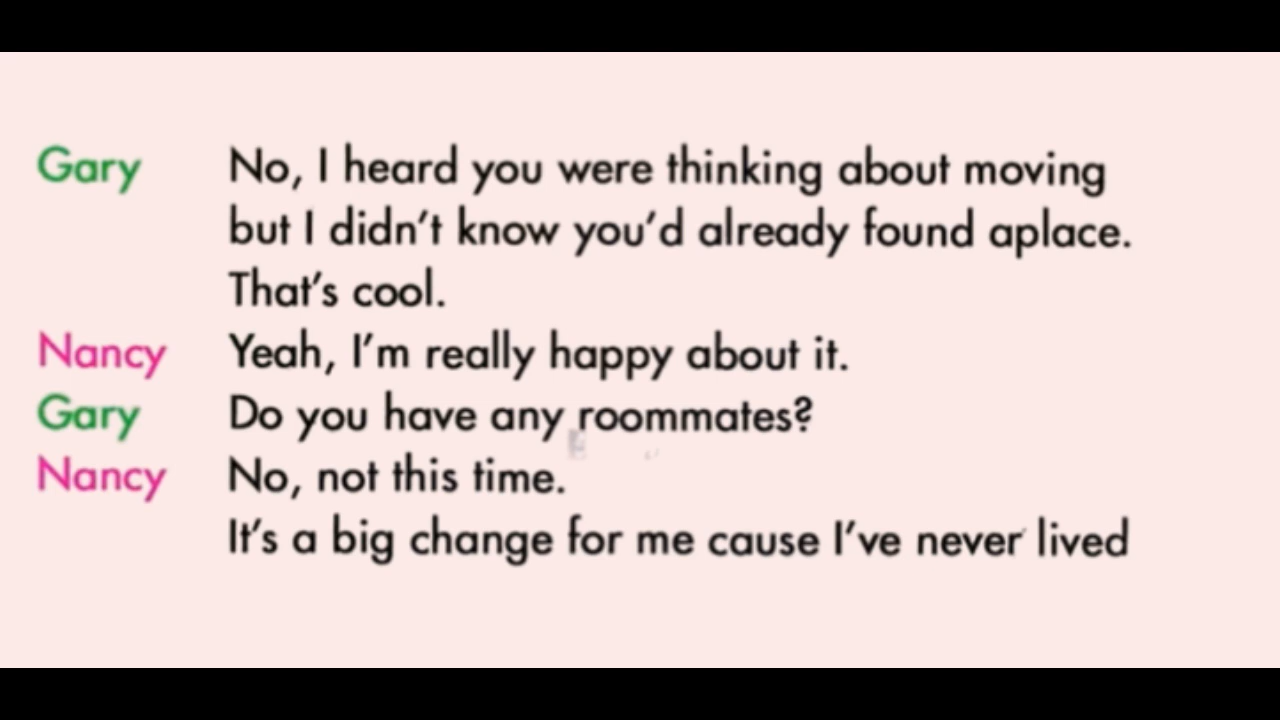 Gary No, I heard you were thinking about moving
but I didn't know you'd already found aplace.
That's cool.
Nancy Yeah, I'm really happy about it.
Gary Do you have any roommates?
Nancy No, not this time.
It's a big change for me cause I've never lived